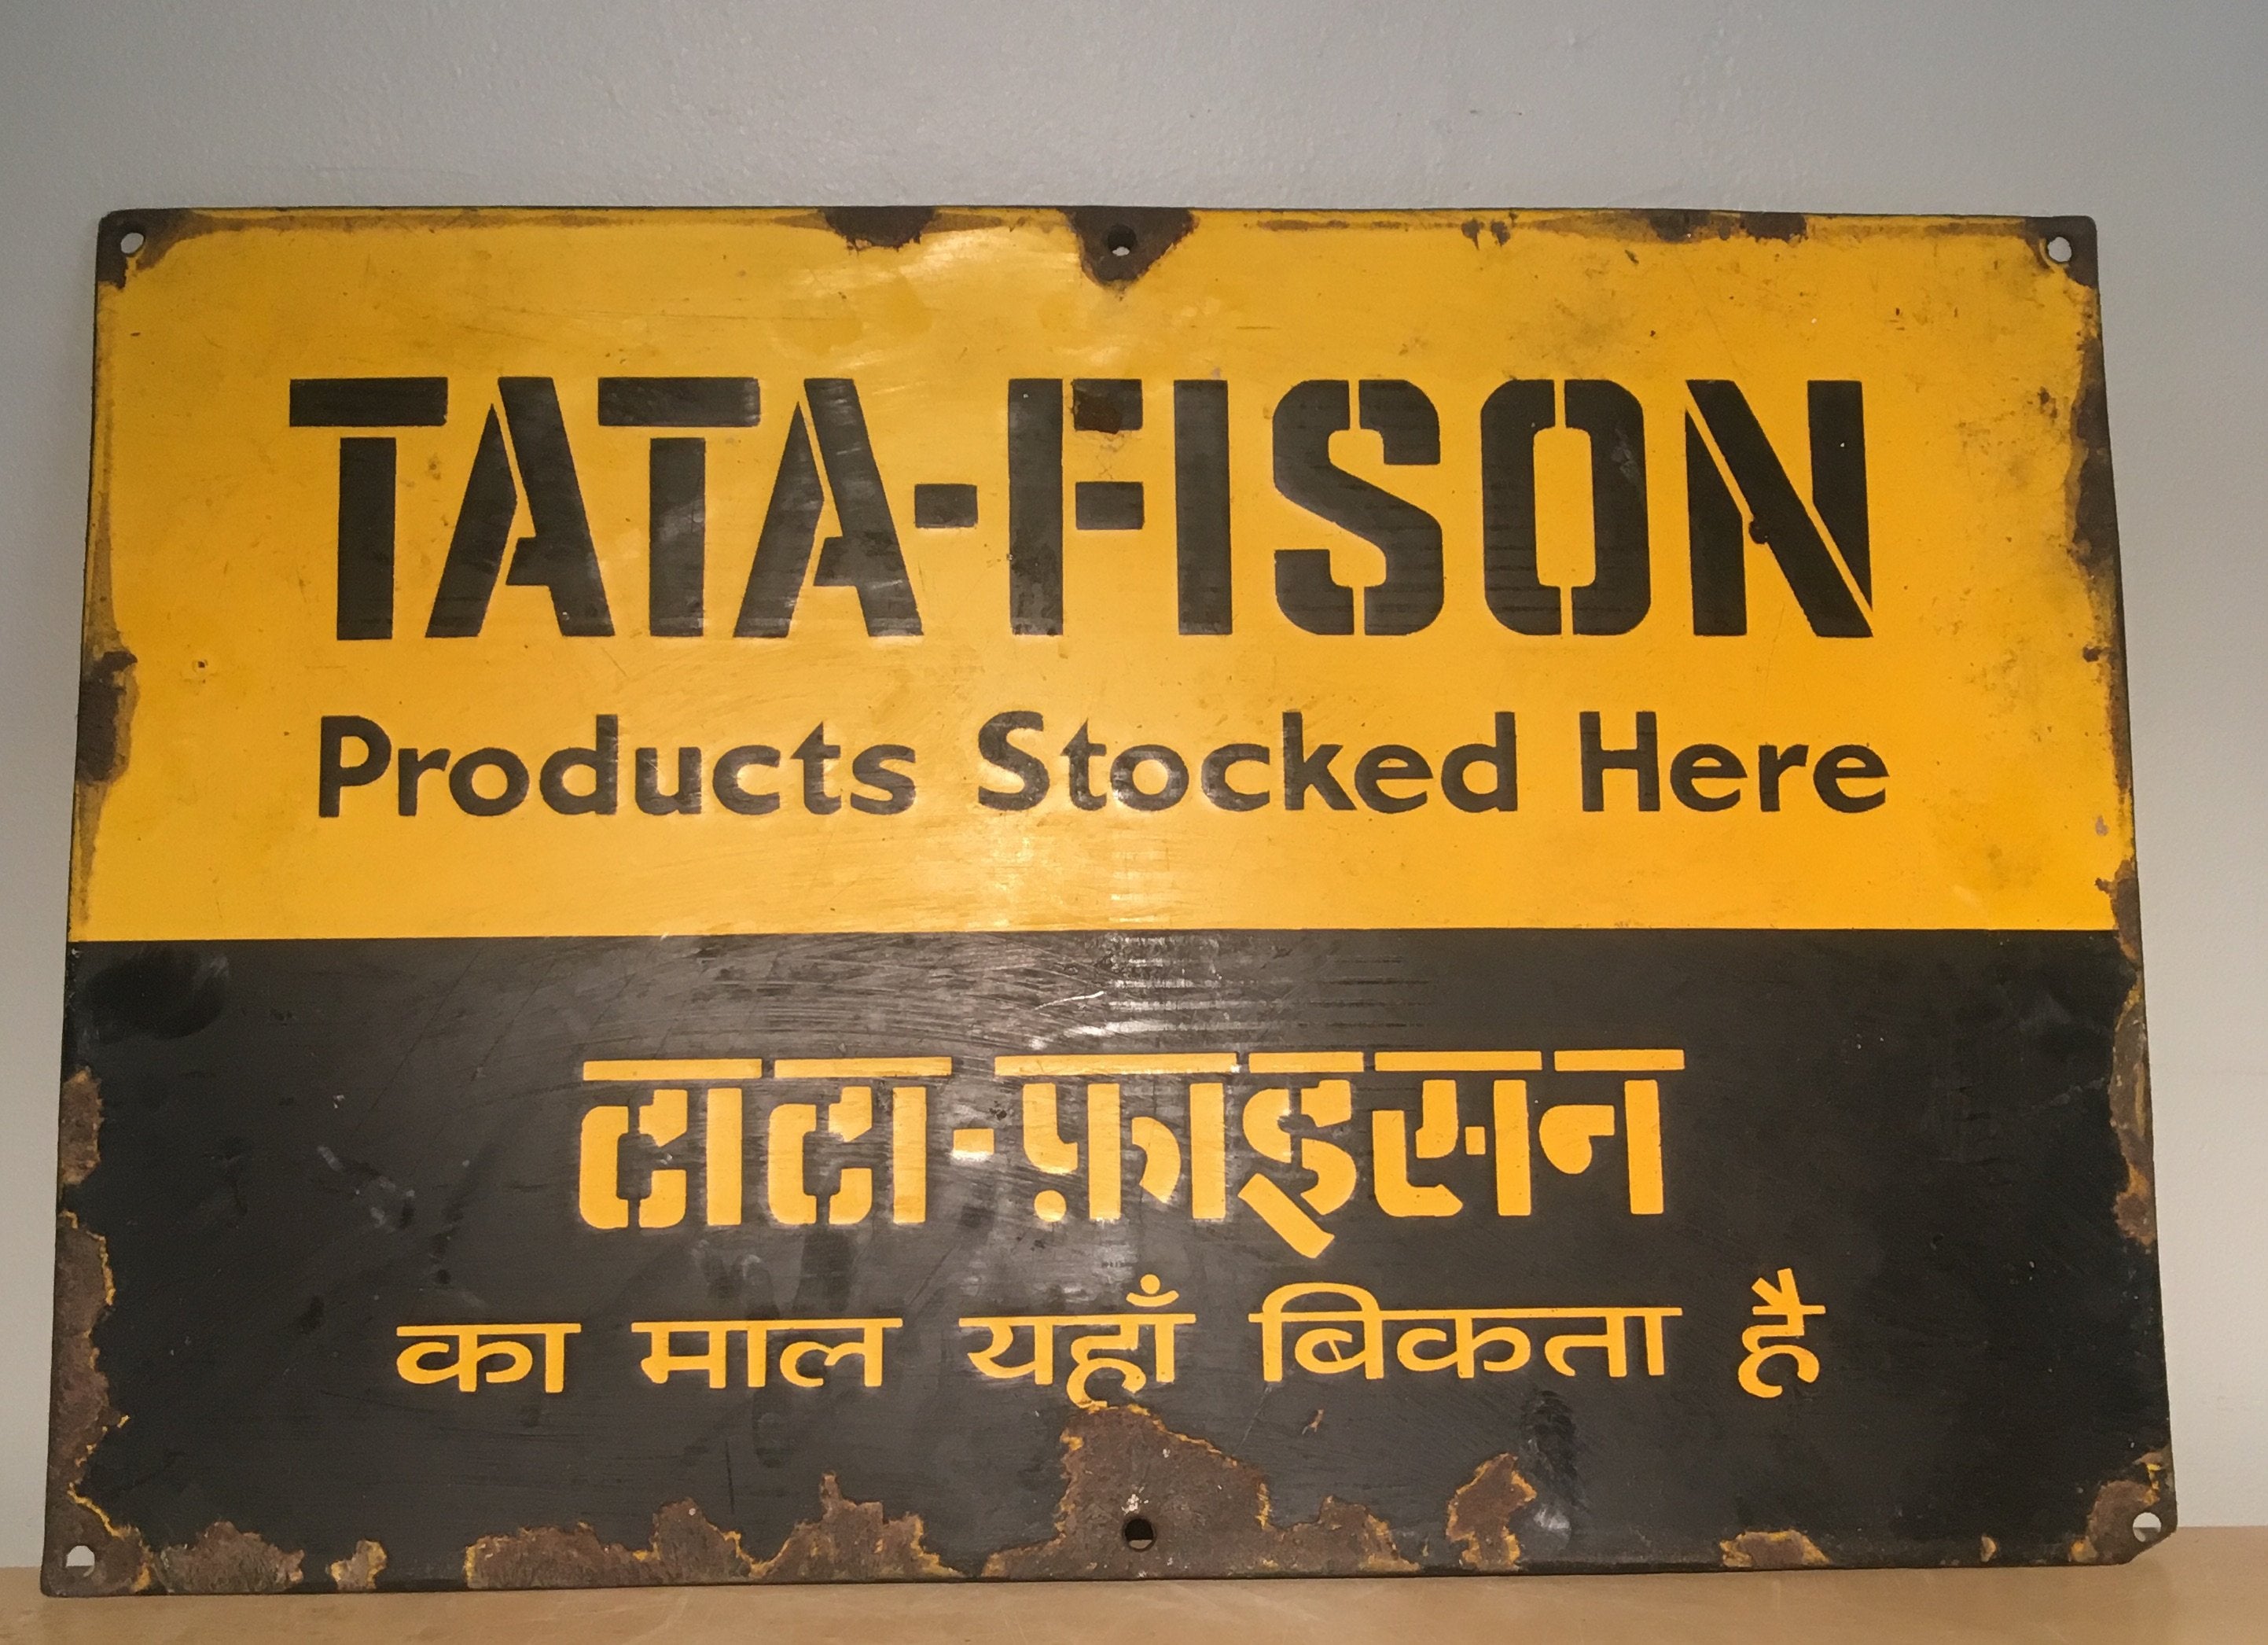 TATA-FISON
Products Stocked Here
टाटा-फ़ाइसन
का माल यहाँ बिकता है